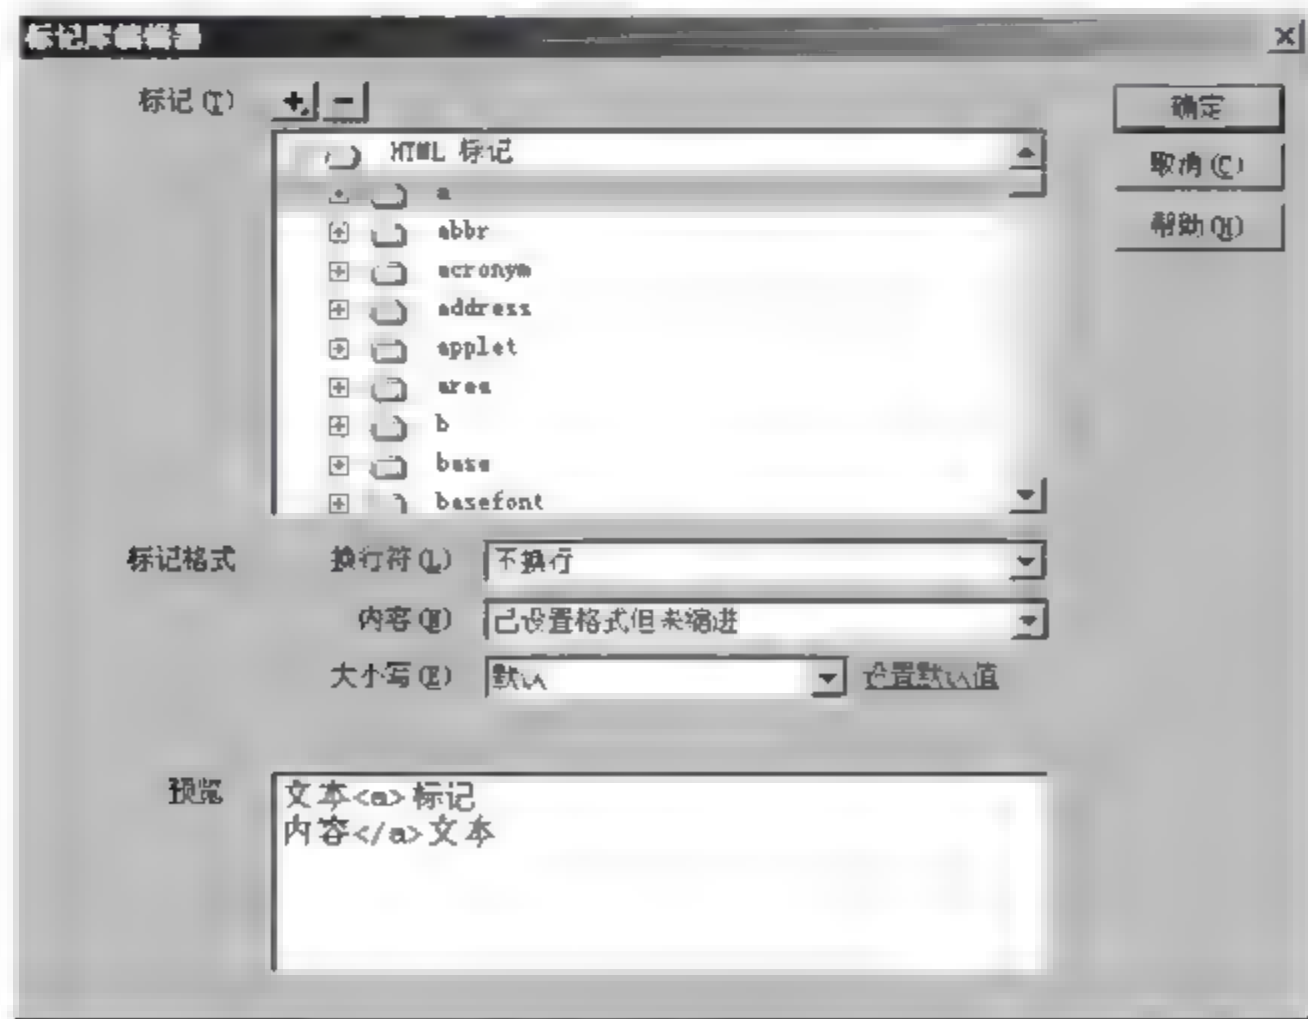 标记库编辑器
标记(T)
确定
取消(C)
帮助(H)
HTML 标记
a
abbr
acronym
address
applet
area
b
base
basefont
标记格式 换行符(L) 不换行
内容(N) 已设置格式但未缩进
大小写(E) 默认 设置默认值
预览
文本<a>标记
内容</a>文本